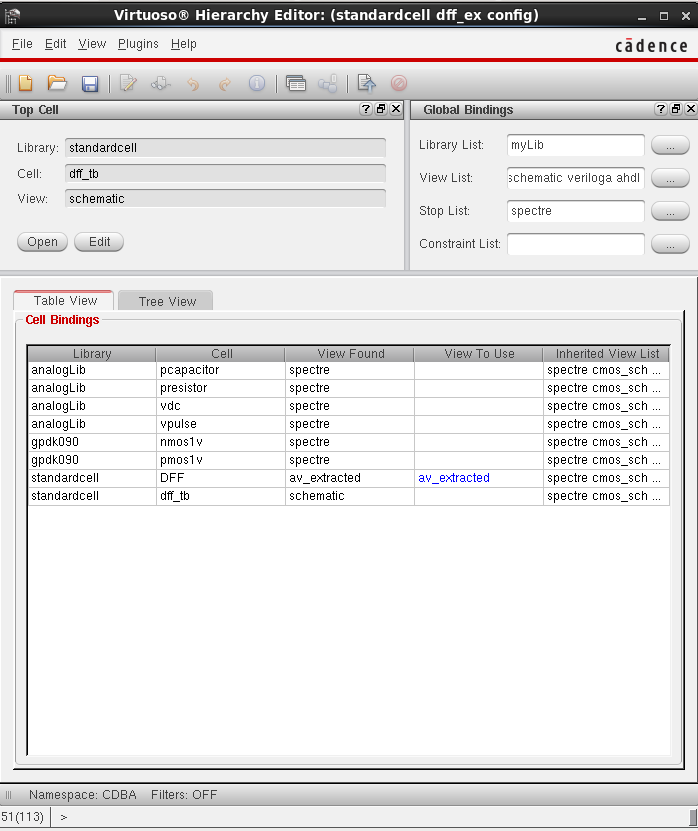 Virtuoso® Hierarchy Editor: (standardcell dff_ex config)
File Edit View Plugins Help
cādence
Top Cell
Library: standardcell
Cell: dff_tb
View: schematic
Open Edit
Global Bindings
Library List: myLib ...
View List: schematic veriloga ahdl ...
Stop List: spectre ...
Constraint List: ...
Table View Tree View
Cell Bindings
Library Cell View Found View To Use Inherited View List
analogLib pcapacitor spectre spectre cmos_sch ...
analogLib presistor spectre spectre cmos_sch ...
analogLib vdc spectre spectre cmos_sch ...
analogLib vpulse spectre spectre cmos_sch ...
gpdk090 nmos1v spectre spectre cmos_sch ...
gpdk090 pmos1v spectre spectre cmos_sch ...
standardcell DFF av_extracted av_extracted spectre cmos_sch ...
standardcell dff_tb schematic spectre cmos_sch ...
Namespace: CDBA Filters: OFF
51(113) >